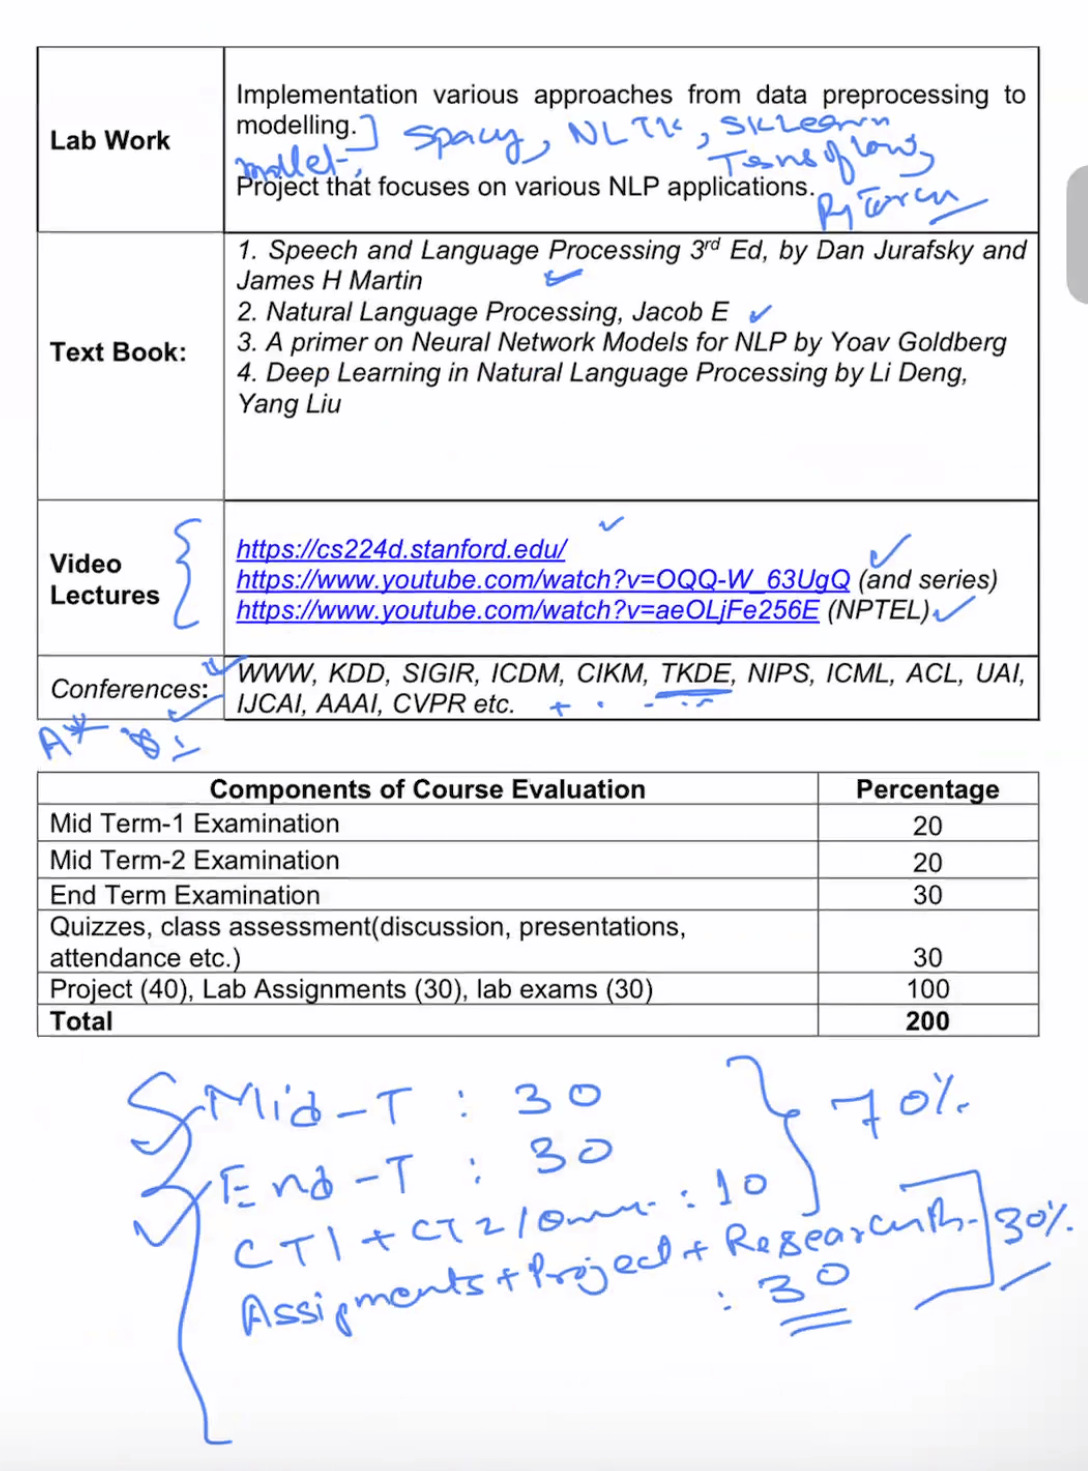 Lab Work
Implementation various approaches from data preprocessing to
modelling.] Spacy, NLTK, SKLearn
mallet, Tensoflow,
Project that focuses on various NLP applications.
PyTorch
Text Book:
1. Speech and Language Processing 3rd Ed, by Dan Jurafsky and
James H Martin
2. Natural Language Processing, Jacob E
3. A primer on Neural Network Models for NLP by Yoav Goldberg
4. Deep Learning in Natural Language Processing by Li Deng,
Yang Liu
Video
Lectures
https://cs224d.stanford.edu/
https://www.youtube.com/watch?v=OQQ-W_63UgQ (and series)
https://www.youtube.com/watch?v=aeOLjFe256E (NPTEL)
Conferences:
WWW, KDD, SIGIR, ICDM, CIKM, TKDE, NIPS, ICML, ACL, UAI,
IJCAI, AAAI, CVPR etc.
A*
Components of Course Evaluation Percentage
Mid Term-1 Examination 20
Mid Term-2 Examination 20
End Term Examination 30
Quizzes, class assessment(discussion, presentations,
attendance etc.) 30
Project (40), Lab Assignments (30), lab exams (30) 100
Total 200
Mid-T : 30
70%
End-T : 30
CT1 + CT2 : 10
Assigments + Project + Research 30%
: 30